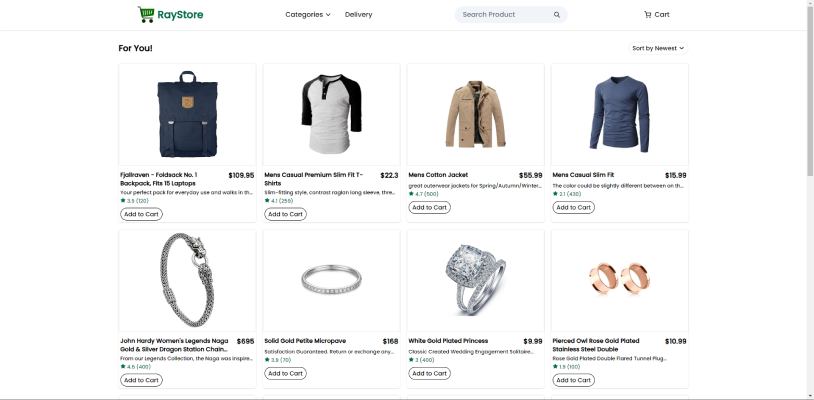 RayStore
Categories
Delivery
Search Product
Cart
For You!
Sort by Newest
Fjallraven - Foldsack No. 1
Backpack, Fits 15 Laptops
$109.95
Your perfect pack for everyday use and walks in th...
3.9 (120)
Add to Cart
Mens Casual Premium Slim Fit T-
Shirts
$22.3
Slim-fitting style, contrast raglan long sleeve, thre...
4.1 (259)
Add to Cart
Mens Cotton Jacket
$55.99
great outerwear jackets for Spring/Autumn/Winter...
4.7 (500)
Add to Cart
Mens Casual Slim Fit
$15.99
The color could be slightly different between on th...
2.1 (430)
Add to Cart
John Hardy Women's Legends Naga
Gold & Silver Dragon Station Chain...
$695
From our Legends Collection, the Naga was inspire...
4.6 (400)
Add to Cart
Solid Gold Petite Micropave
$168
Satisfaction Guaranteed. Return or exchange any...
3.9 (70)
Add to Cart
White Gold Plated Princess
$9.99
Classic Created Wedding Engagement Solitaire...
3 (400)
Add to Cart
Pierced Owl Rose Gold Plated
Stainless Steel Double
$10.99
Rose Gold Plated Double Flared Tunnel Plug...
1.9 (100)
Add to Cart